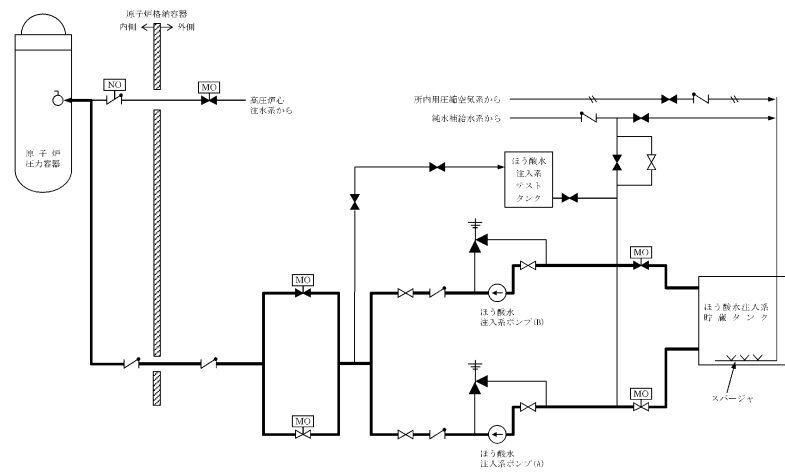 原子炉格納容器
内側
外側
NO
MO
高圧炉心
注水系から
所内用圧縮空気系から
純水補給水系から
原子炉
圧力容器
ほう酸水
注入系
テスト
タンク
MO
ほう酸水
注入系ポンプ(B)
MO
ほう酸水注入系
貯蔵タンク
スパージャ
MO
MO
ほう酸水
注入系ポンプ(A)